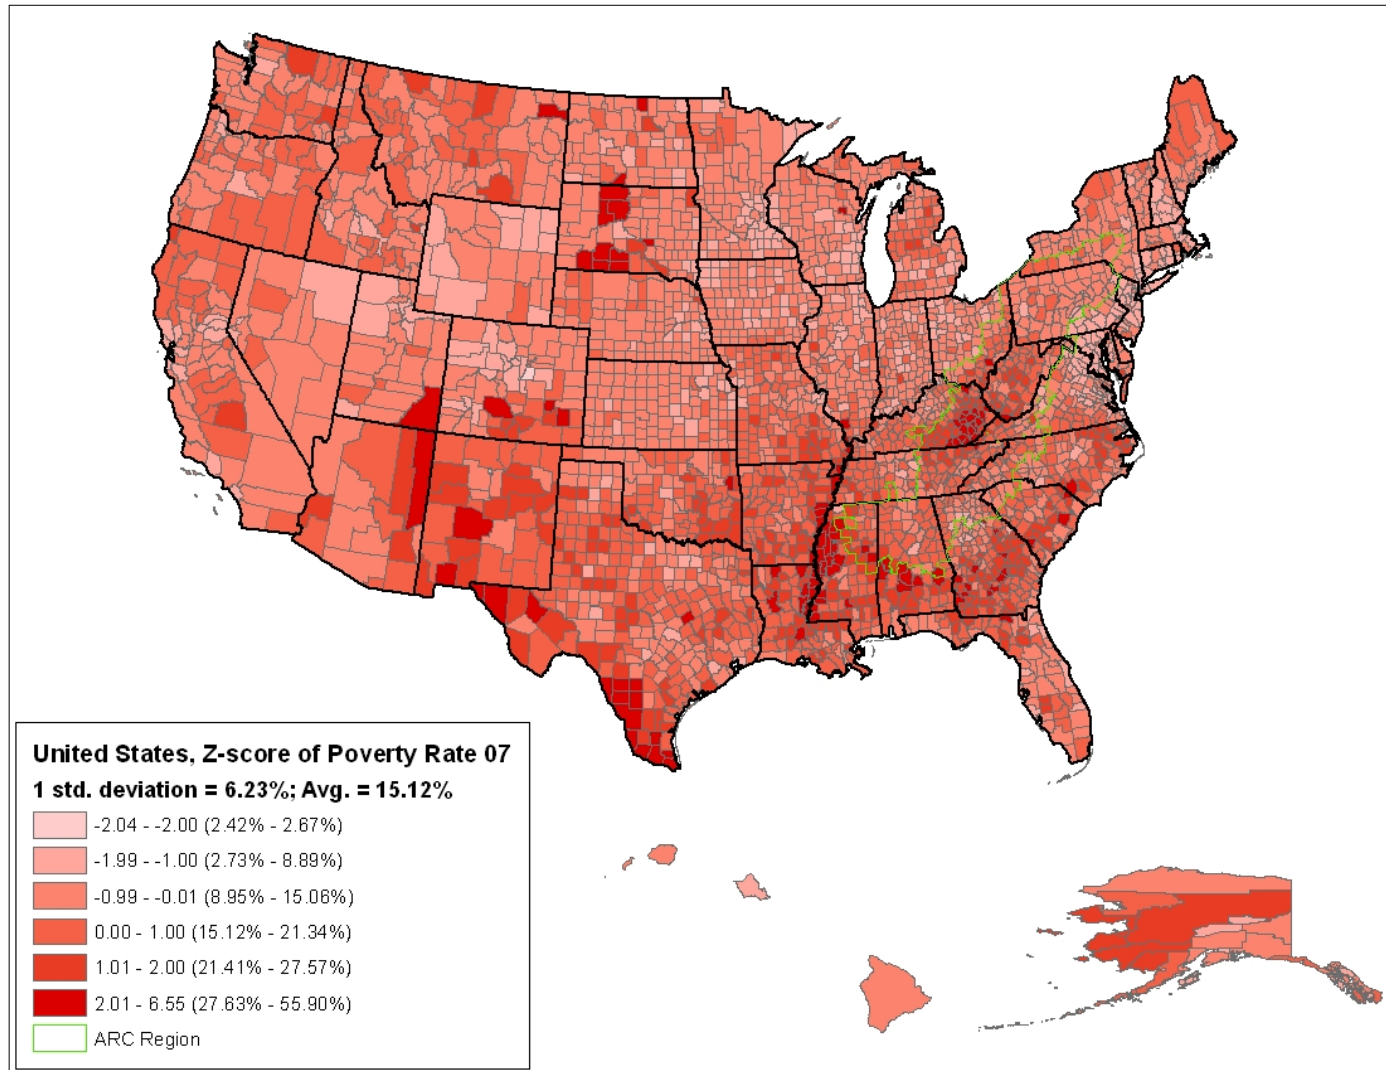 United States, Z-score of Poverty Rate 07
1 std. deviation = 6.23%; Avg. = 15.12%
-2.04 - -2.00 (2.42% - 2.67%)
-1.99 - -1.00 (2.73% - 8.89%)
-0.99 - -0.01 (8.95% - 15.06%)
0.00 - 1.00 (15.12% - 21.34%)
1.01 - 2.00 (21.41% - 27.57%)
2.01 - 6.55 (27.63% - 55.90%)
ARC Region